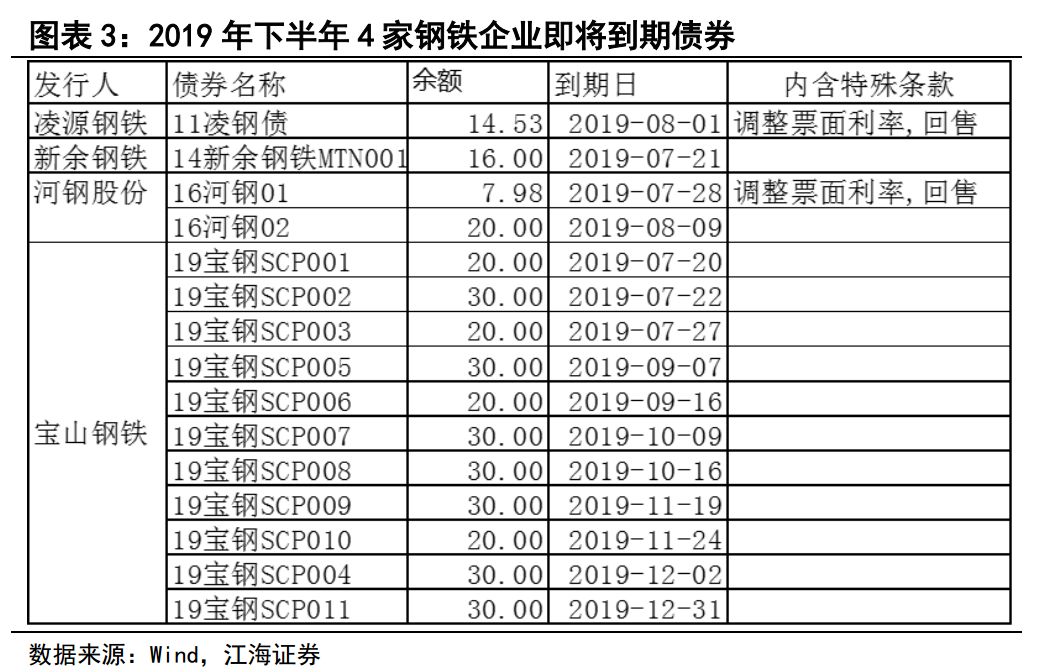 图表 3：2019 年下半年 4 家钢铁企业即将到期债券
发行人 债券名称 余额 到期日 内含特殊条款
凌源钢铁 11凌钢债 14.53 2019-08-01 调整票面利率,回售
新余钢铁 14新余钢铁MTN001 16.00 2019-07-21
河钢股份 16河钢01 7.98 2019-07-28 调整票面利率,回售
16河钢02 20.00 2019-08-09
宝山钢铁 19宝钢SCP001 20.00 2019-07-20
19宝钢SCP002 30.00 2019-07-22
19宝钢SCP003 20.00 2019-07-27
19宝钢SCP005 30.00 2019-09-07
19宝钢SCP006 20.00 2019-09-16
19宝钢SCP007 30.00 2019-10-09
19宝钢SCP008 30.00 2019-10-16
19宝钢SCP009 30.00 2019-11-19
19宝钢SCP010 20.00 2019-11-24
19宝钢SCP004 30.00 2019-12-02
19宝钢SCP011 30.00 2019-12-31
数据来源：Wind，江海证券